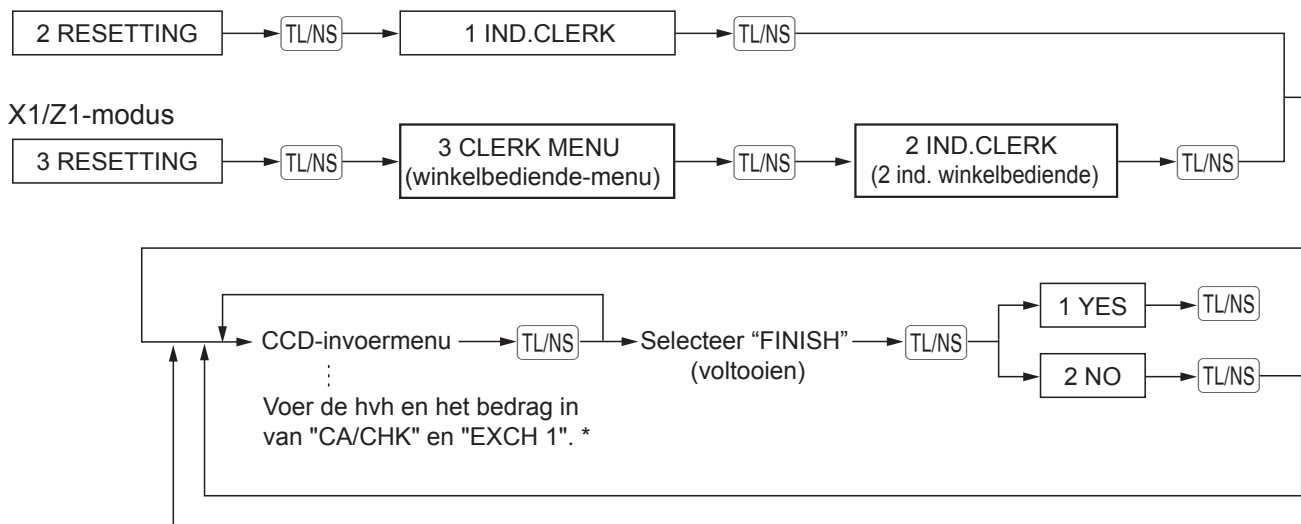 2 RESETTING TL/NS 1 IND.CLERK TL/NS
X1/Z1-modus
3 RESETTING TL/NS 3 CLERK MENU (winkelbediende-menu) TL/NS 2 IND.CLERK (2 ind. winkelbediende) TL/NS
1 YES TL/NS
CCD-invoermenu TL/NS Selecteer “FINISH” (voltooien) TL/NS
2 NO TL/NS
Voer de hvh en het bedrag in
van "CA/CHK" en "EXCH 1". *